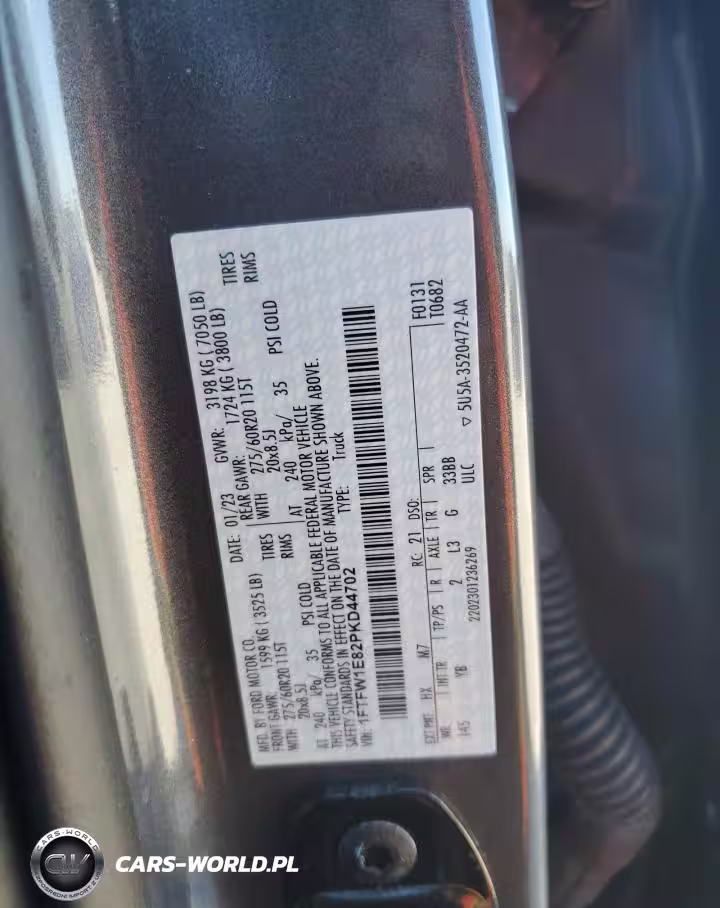 MFD. BY FORD MOTOR CO.
DATE: 01/23
GVWR: 3198 KG ( 7050 LB)
FRONT GAWR: 1599 KG ( 3525 LB)
REAR GAWR: 1724 KG ( 3800 LB)
WITH 275/60R20 115T TIRES
WITH 275/60R20 115T TIRES
20x8.5J RIMS
20x8.5J RIMS
AT 240 kPa/ 35 PSI COLD
AT 240 kPa/ 35 PSI COLD
THIS VEHICLE CONFORMS TO ALL APPLICABLE FEDERAL MOTOR VEHICLE
SAFETY STANDARDS IN EFFECT ON THE DATE OF MANUFACTURE SHOWN ABOVE.
VIN: 1FTFW1E82PKD44702
TYPE: Truck
F0131
T0682
EXT PNT: HX M7 RC: 21 DSO:
WB INT TR TP/PS R AXLE TR SPR
145 YB 2 L3 G 33BB
ULC
2202301236269
▽ 5U5A-3520472-AA
CARS-WORLD
CW
CARS-WORLD.PL